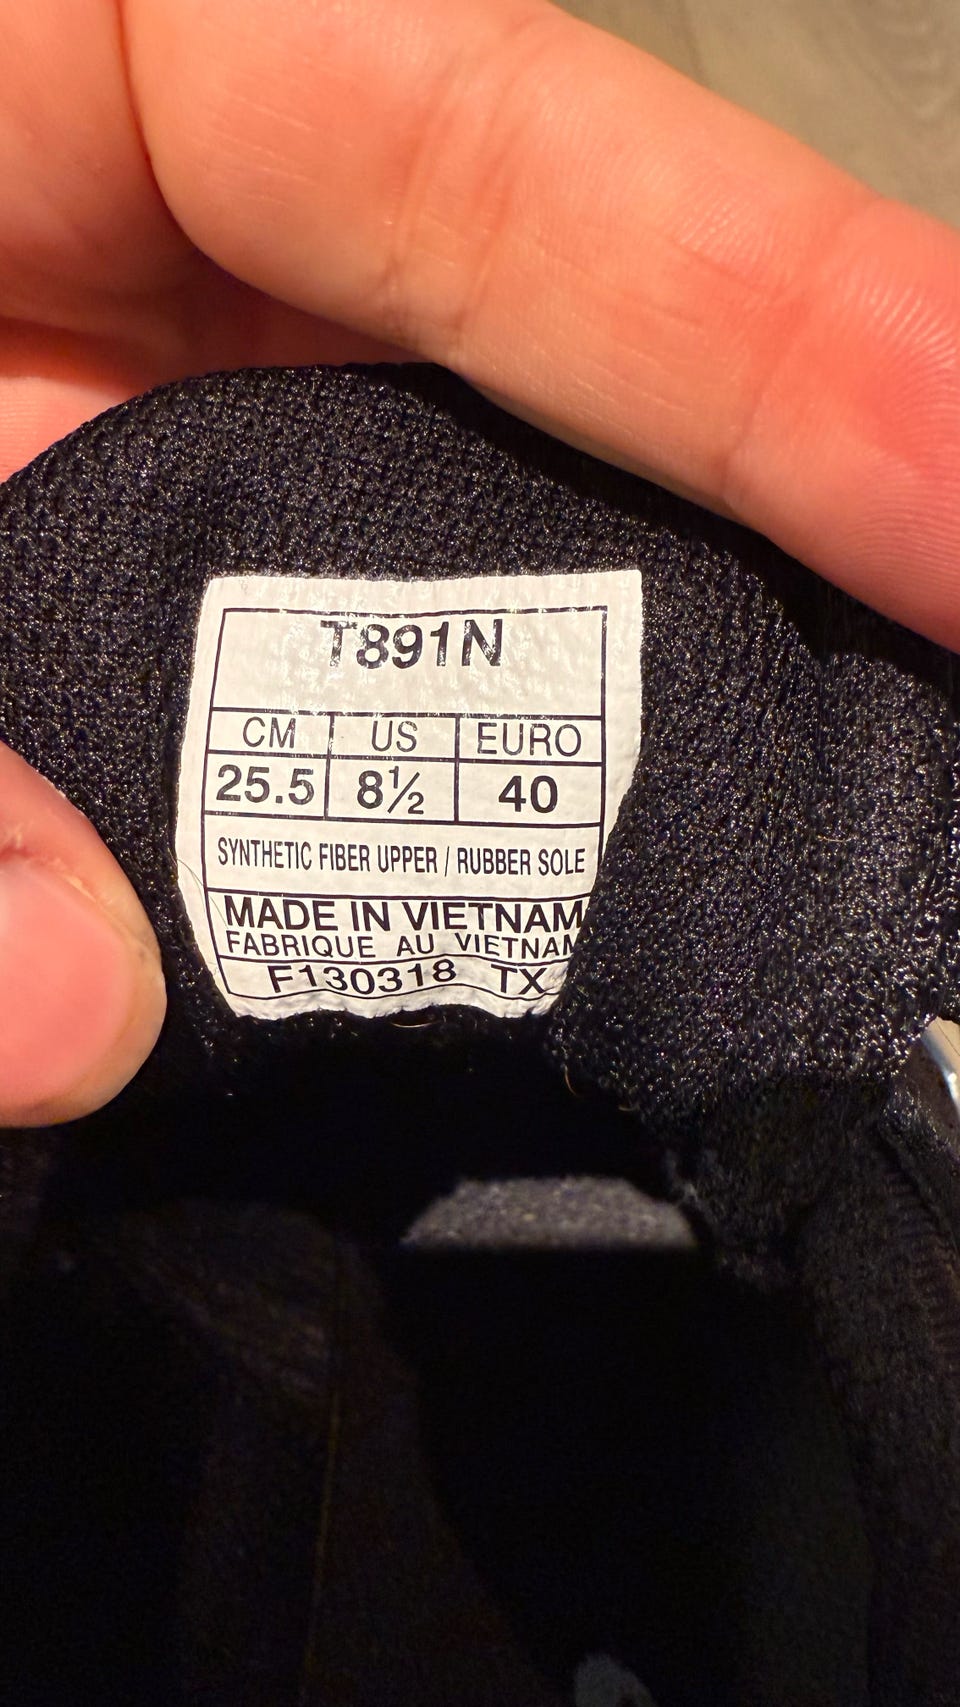 T891N
CM US EURO
25.5 8½ 40
SYNTHETIC FIBER UPPER / RUBBER SOLE
MADE IN VIETNAM
FABRIQUE AU VIETNAM
F130318 TX